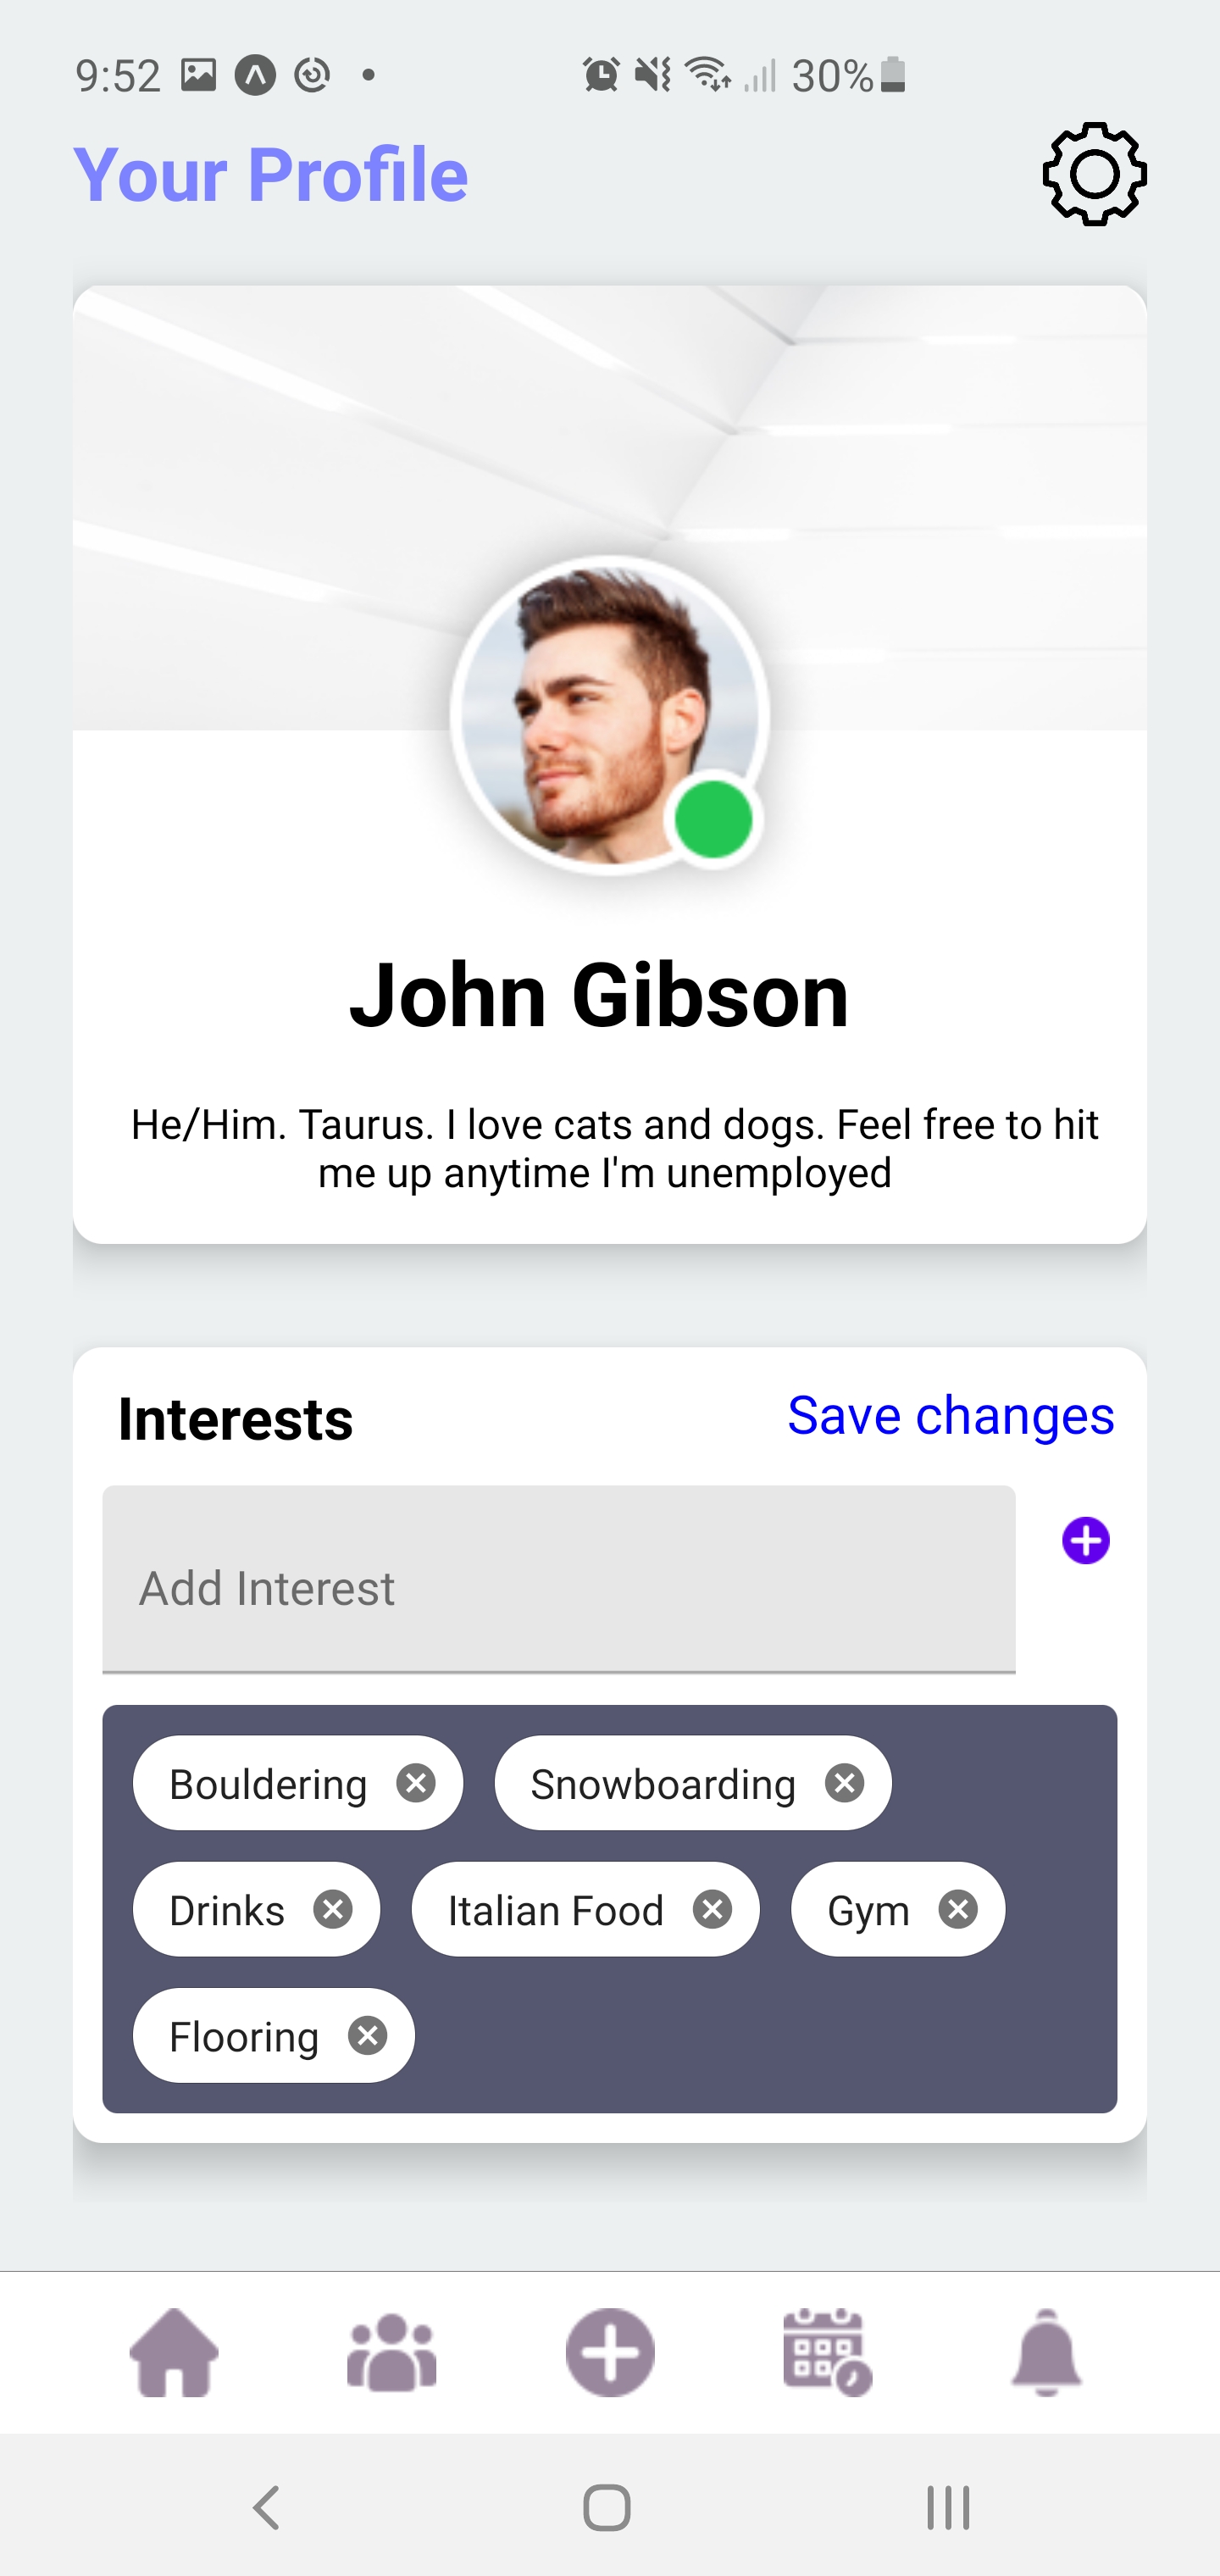 9:52 30%
Your Profile
John Gibson
He/Him. Taurus. I love cats and dogs. Feel free to hit
me up anytime I'm unemployed
Interests Save changes
Add Interest
Bouldering Snowboarding
Drinks Italian Food Gym
Flooring